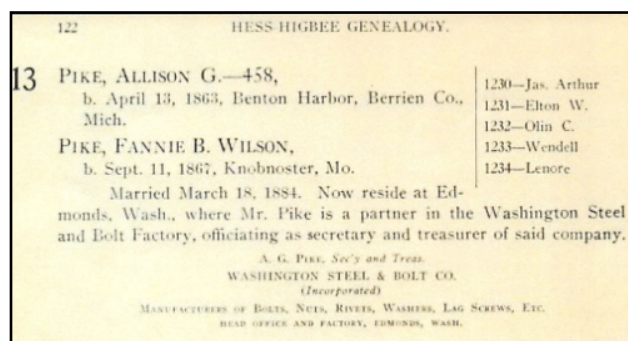 122 HESS-HIGBEE GENEALOGY.
13 PIKE, ALLISON G.—458,
b. April 13, 1863, Benton Harbor, Berrien Co.,
Mich.
PIKE, FANNIE B. WILSON,
b. Sept. 11, 1867, Knobnoster, Mo.
1230—Jas. Arthur
1231—Elton W.
1232—Olin C.
1233—Wendell
1234—Lenore
Married March 18, 1884. Now reside at Ed-
monds, Wash., where Mr. Pike is a partner in the Washington Steel
and Bolt Factory, officiating as secretary and treasurer of said company.
A. G. PIKE, Sec'y and Treas.
WASHINGTON STEEL & BOLT CO.
(Incorporated)
MANUFACTURERS OF BOLTS, NUTS, RIVETS, WASHERS, LAG SCREWS, ETC.
HEAD OFFICE AND FACTORY, EDMONDS, WASH.